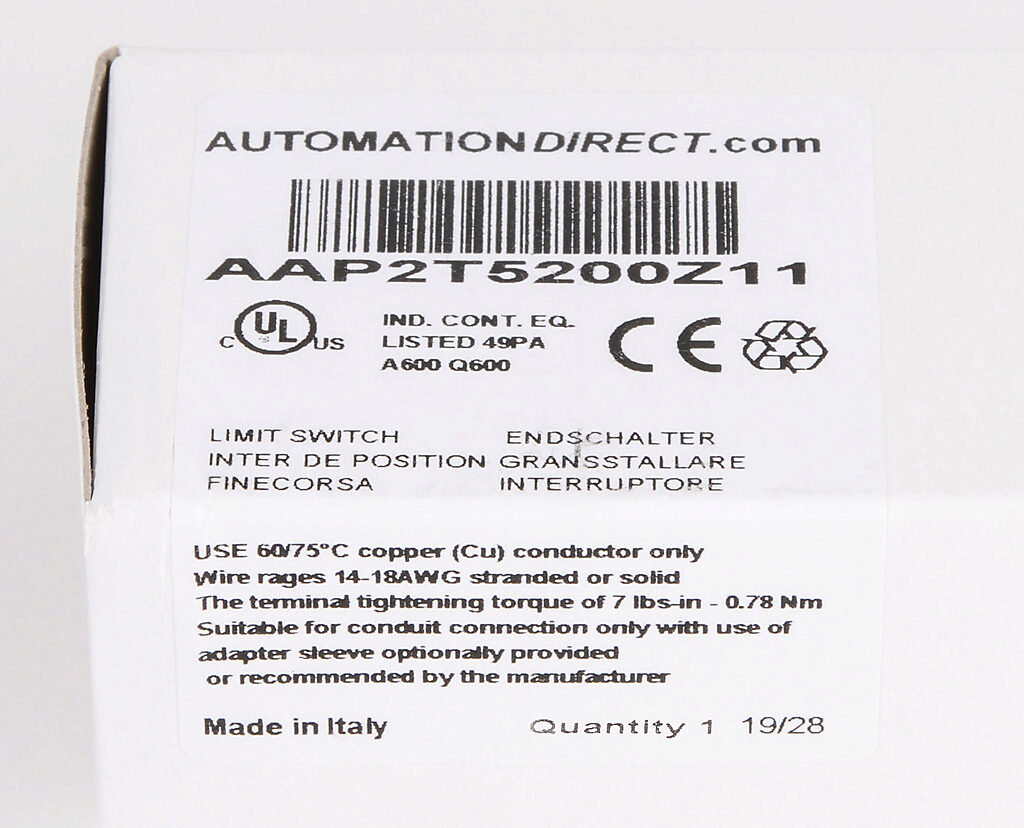 AUTOMATIONDIRECT.com
AAP2T5200Z11
C UL US
IND. CONT. EQ.
LISTED 49PA
A600 Q600
CE
LIMIT SWITCH ENDSCHALTER
INTER DE POSITION GRANSSTALLARE
FINECORSA INTERRUPTORE
USE 60/75°C copper (Cu) conductor only
Wire rages 14-18AWG stranded or solid
The terminal tightening torque of 7 lbs-in - 0.78 Nm
Suitable for conduit connection only with use of
adapter sleeve optionally provided
or recommended by the manufacturer
Made in Italy Quantity 1 19/28